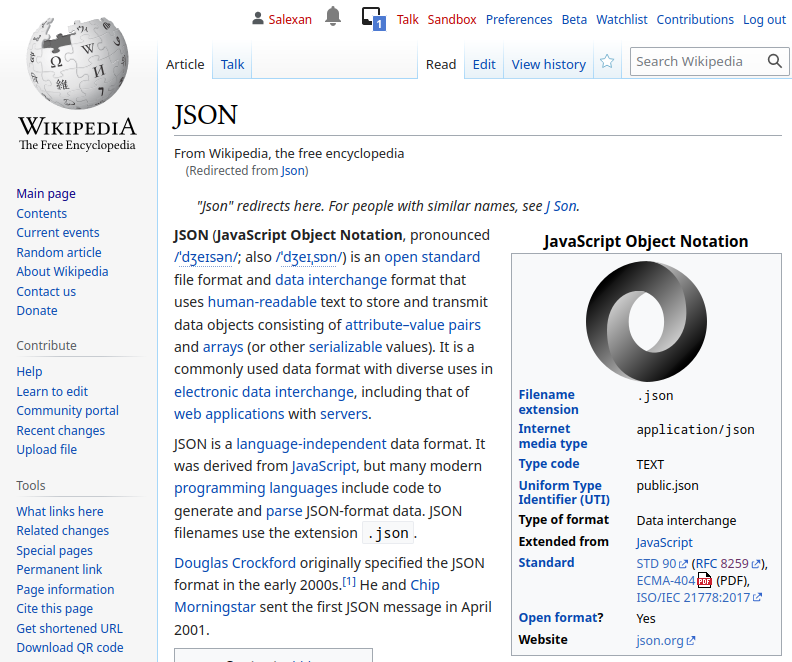 Salexan 1 Talk Sandbox Preferences Beta Watchlist Contributions Log out
Article Talk Read Edit View history Search Wikipedia
WIKIPEDIA
The Free Encyclopedia
Main page
Contents
Current events
Random article
About Wikipedia
Contact us
Donate
Contribute
Help
Learn to edit
Community portal
Recent changes
Upload file
Tools
What links here
Related changes
Special pages
Permanent link
Page information
Cite this page
Get shortened URL
Download QR code
JSON
From Wikipedia, the free encyclopedia
(Redirected from Json)
"Json" redirects here. For people with similar names, see J Son.
JSON (JavaScript Object Notation, pronounced
/ˈdʒeɪsən/; also /ˈdʒeɪˌsɒn/) is an open standard
file format and data interchange format that
uses human-readable text to store and transmit
data objects consisting of attribute–value pairs
and arrays (or other serializable values). It is a
commonly used data format with diverse uses in
electronic data interchange, including that of
web applications with servers.
JSON is a language-independent data format. It
was derived from JavaScript, but many modern
programming languages include code to
generate and parse JSON-format data. JSON
filenames use the extension .json.
Douglas Crockford originally specified the JSON
format in the early 2000s.[1] He and Chip
Morningstar sent the first JSON message in April
2001.
JavaScript Object Notation
Filename extension .json
Internet media type application/json
Type code TEXT
Uniform Type Identifier (UTI) public.json
Type of format Data interchange
Extended from JavaScript
Standard STD 90 (RFC 8259),
ECMA-404 (PDF),
ISO/IEC 21778:2017
Open format? Yes
Website json.org